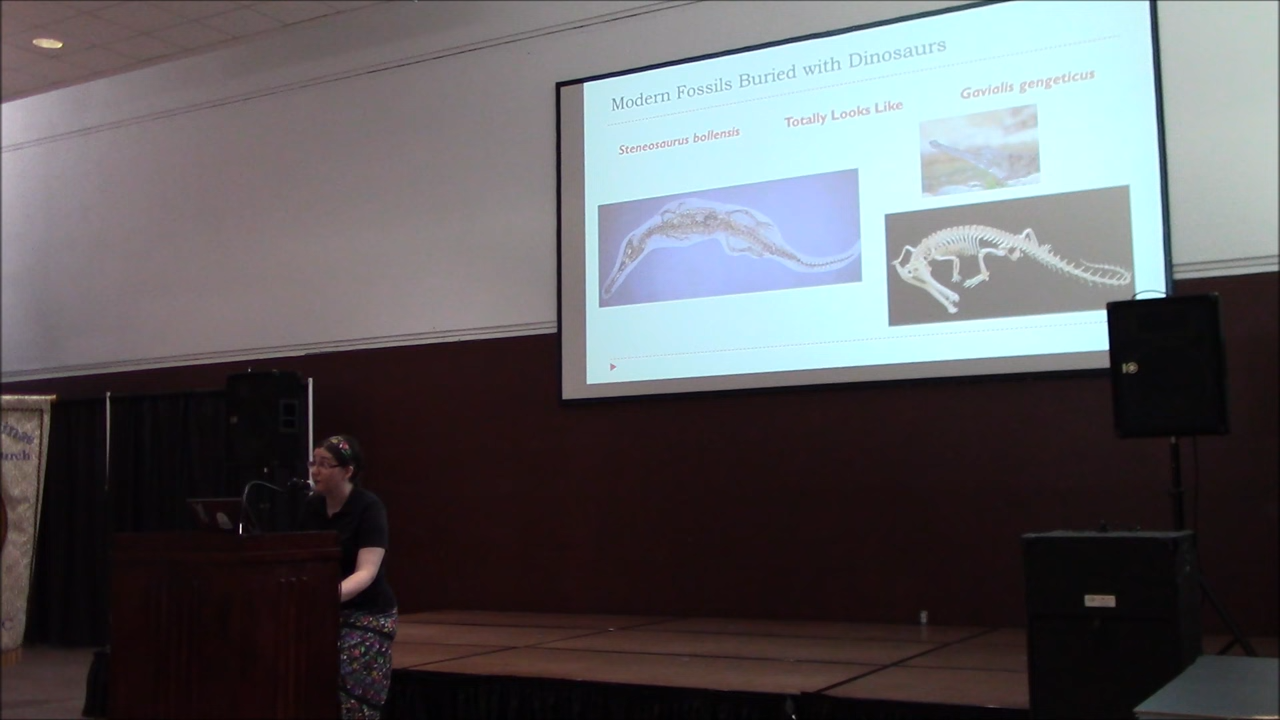 Modern Fossils Buried with Dinosaurs
Steneosaurus bollensis
Totally Looks Like
Gavialis gengeticus